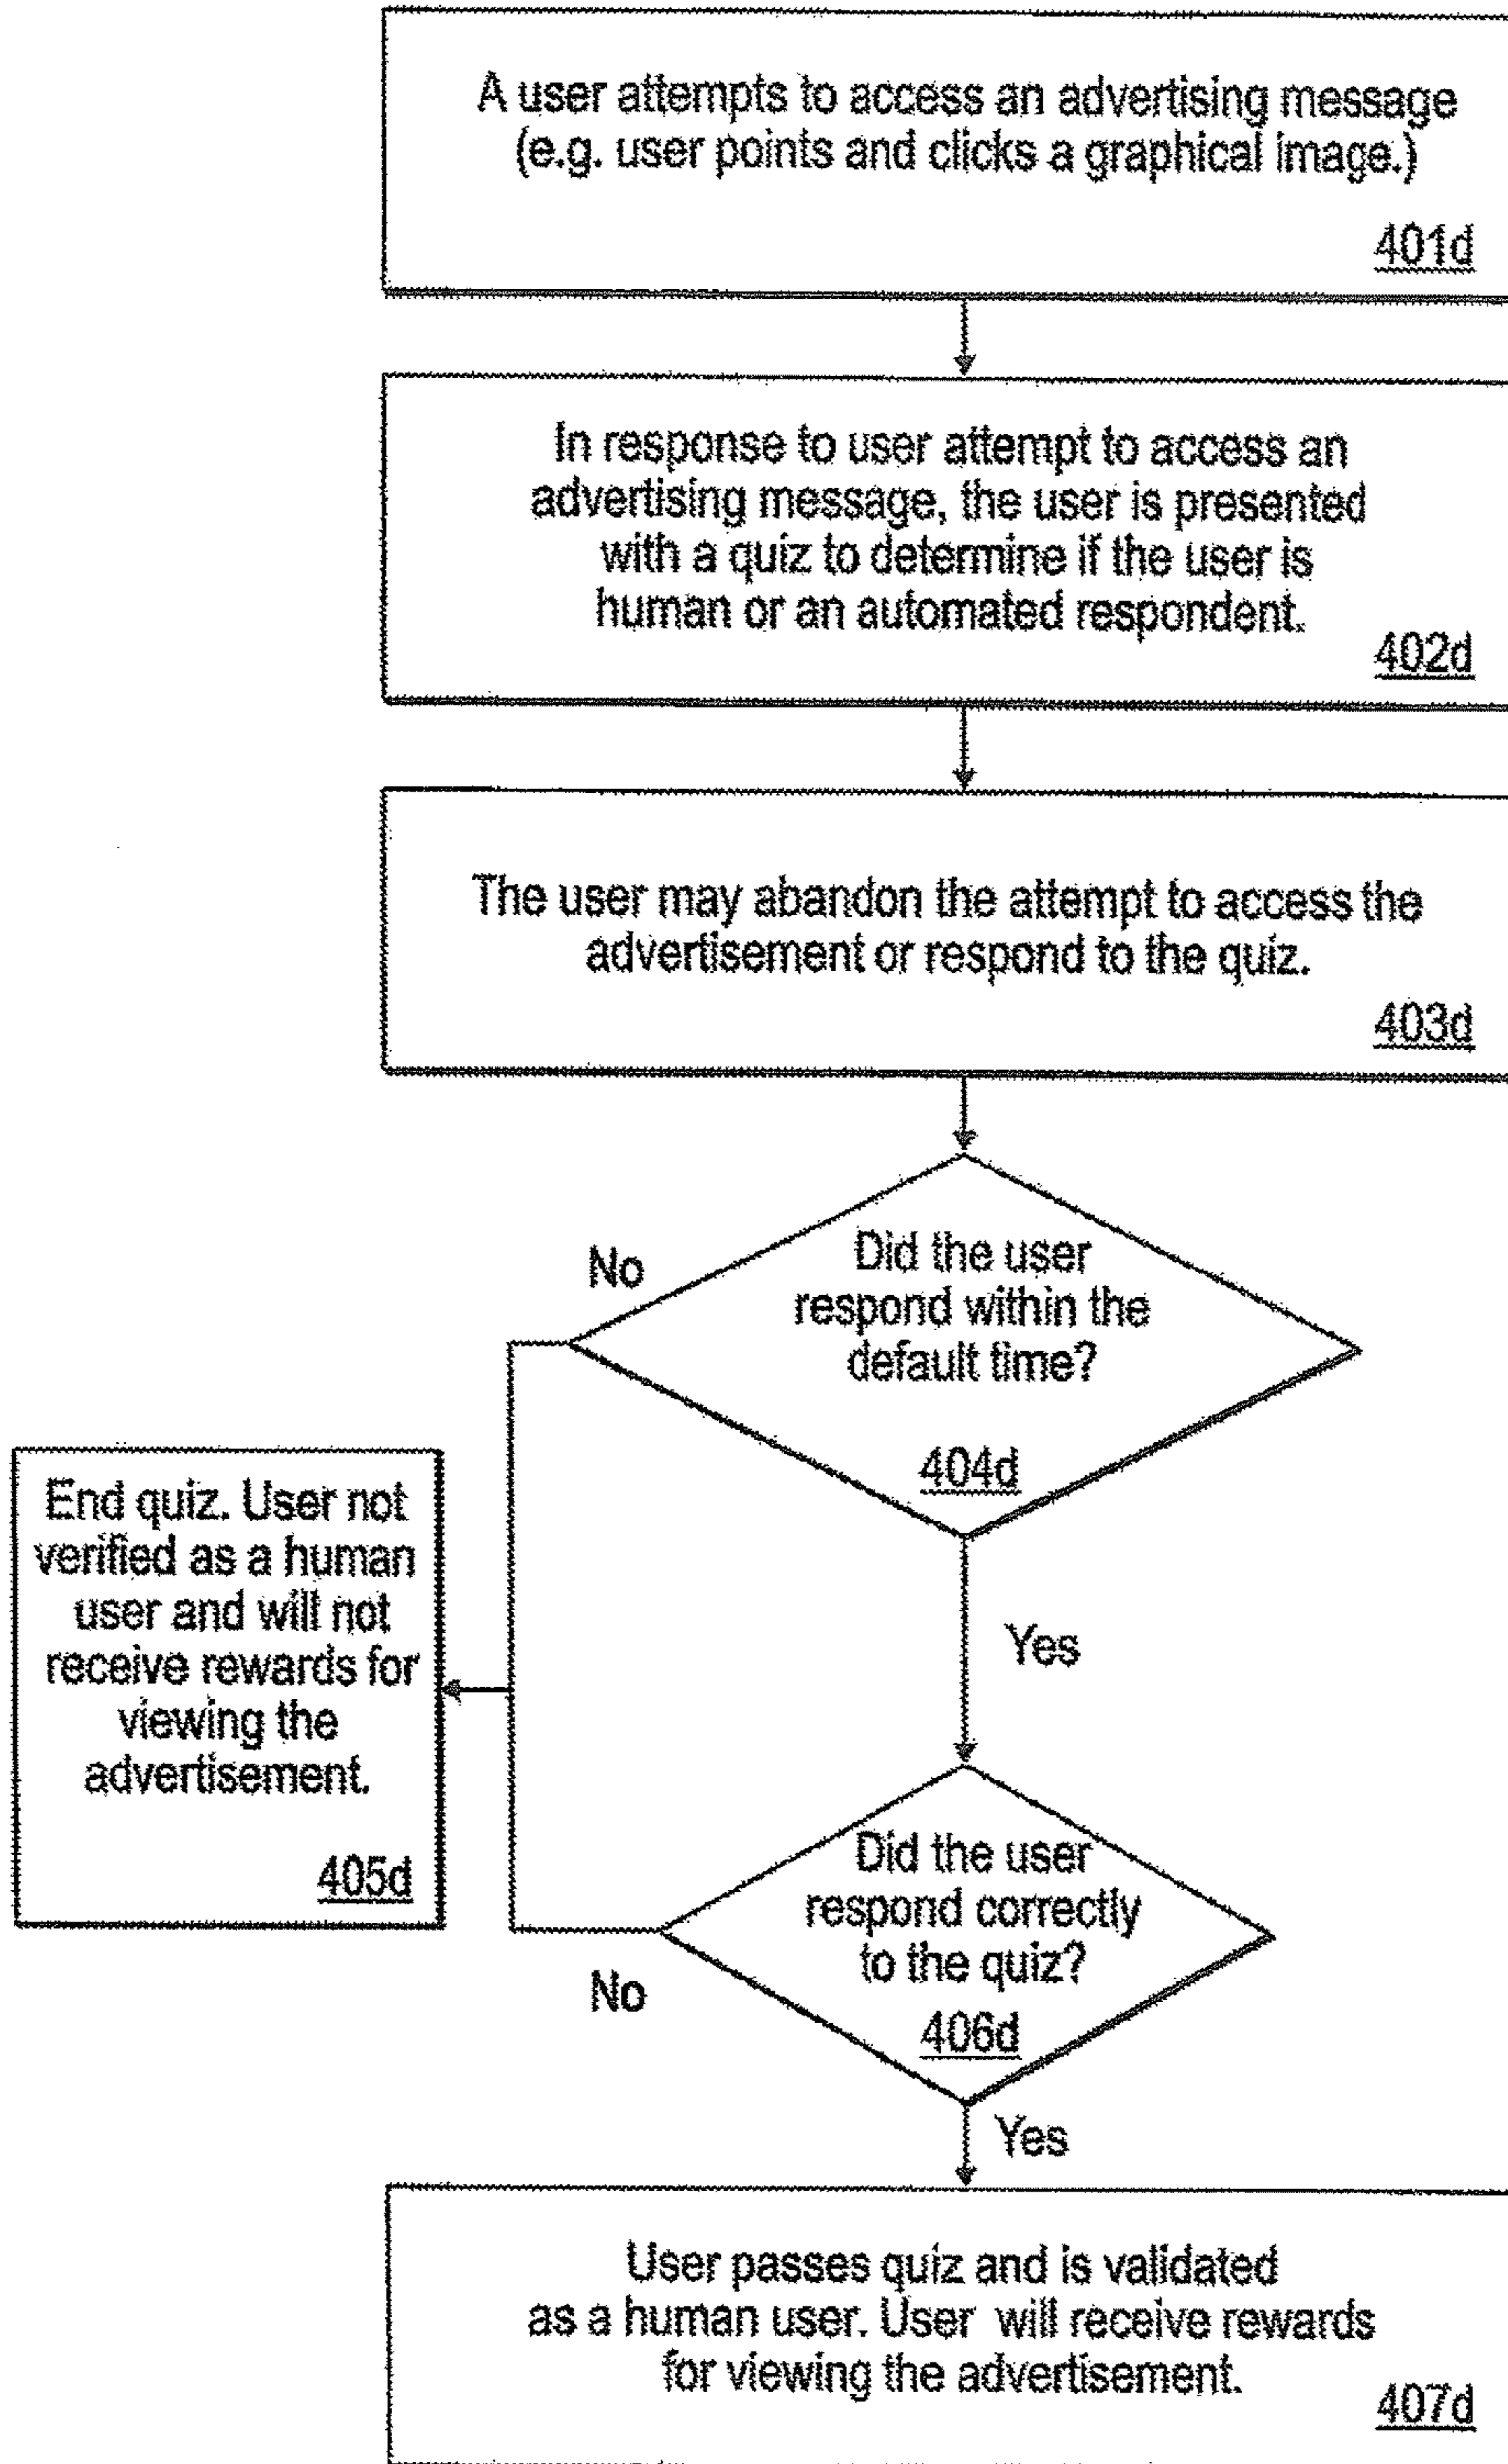 A user attempts to access an advertising message
(e.g. user points and clicks a graphical image.)
401d
In response to user attempt to access an
advertising message, the user is presented
with a quiz to determine if the user is
human or an automated respondent.
402d
The user may abandon the attempt to access the
advertisement or respond to the quiz.
403d
No
Did the user
respond within the
default time?
404d
End quiz. User not
verified as a human
user and will not
receive rewards for
viewing the
advertisement.
405d
Yes
Did the user
respond correctly
to the quiz?
406d
No
Yes
User passes quiz and is validated
as a human user. User will receive rewards
for viewing the advertisement.
407d